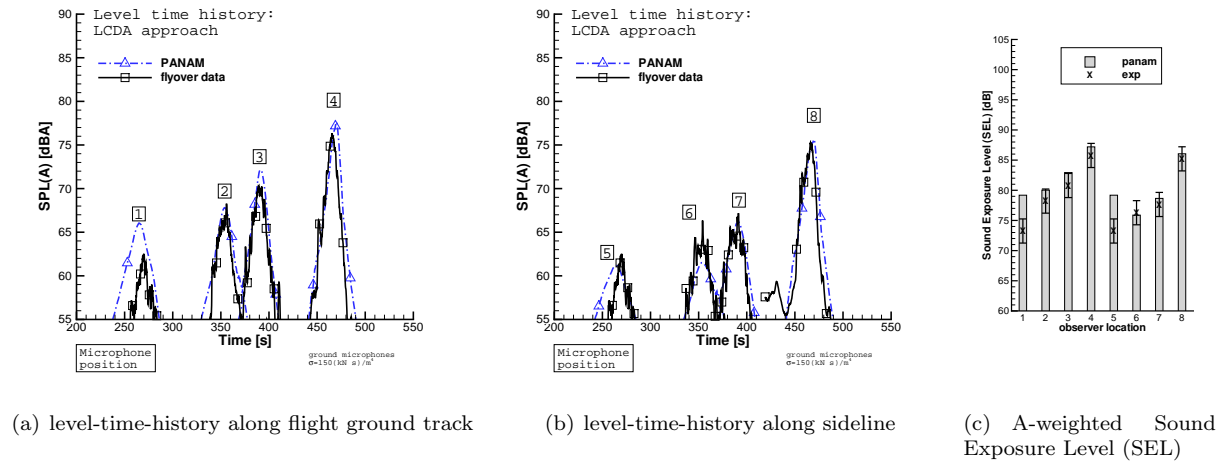 Level time history:
LCDA approach
PANAM
flyover data
90
85
80
75
70
65
60
55
SPL(A) [dBA]
1
2
3
4
200 250 300 350 400 450 500 550
Time [s]
Microphone
position
ground microphones
σ=150(kN s)/m⁴
Level time history:
LCDA approach
PANAM
flyover data
90
85
80
75
70
65
60
55
SPL(A) [dBA]
5
6
7
8
200 250 300 350 400 450 500 550
Time [s]
Microphone
position
ground microphones
σ=150(kN s)/m⁴
105
100
95
90
85
80
75
70
65
60
Sound Exposure Level (SEL) [dB]
panam
x exp
1 2 3 4 5 6 7 8
observer location
(a) level-time-history along flight ground track
(b) level-time-history along sideline
(c) A-weighted Sound
Exposure Level (SEL)